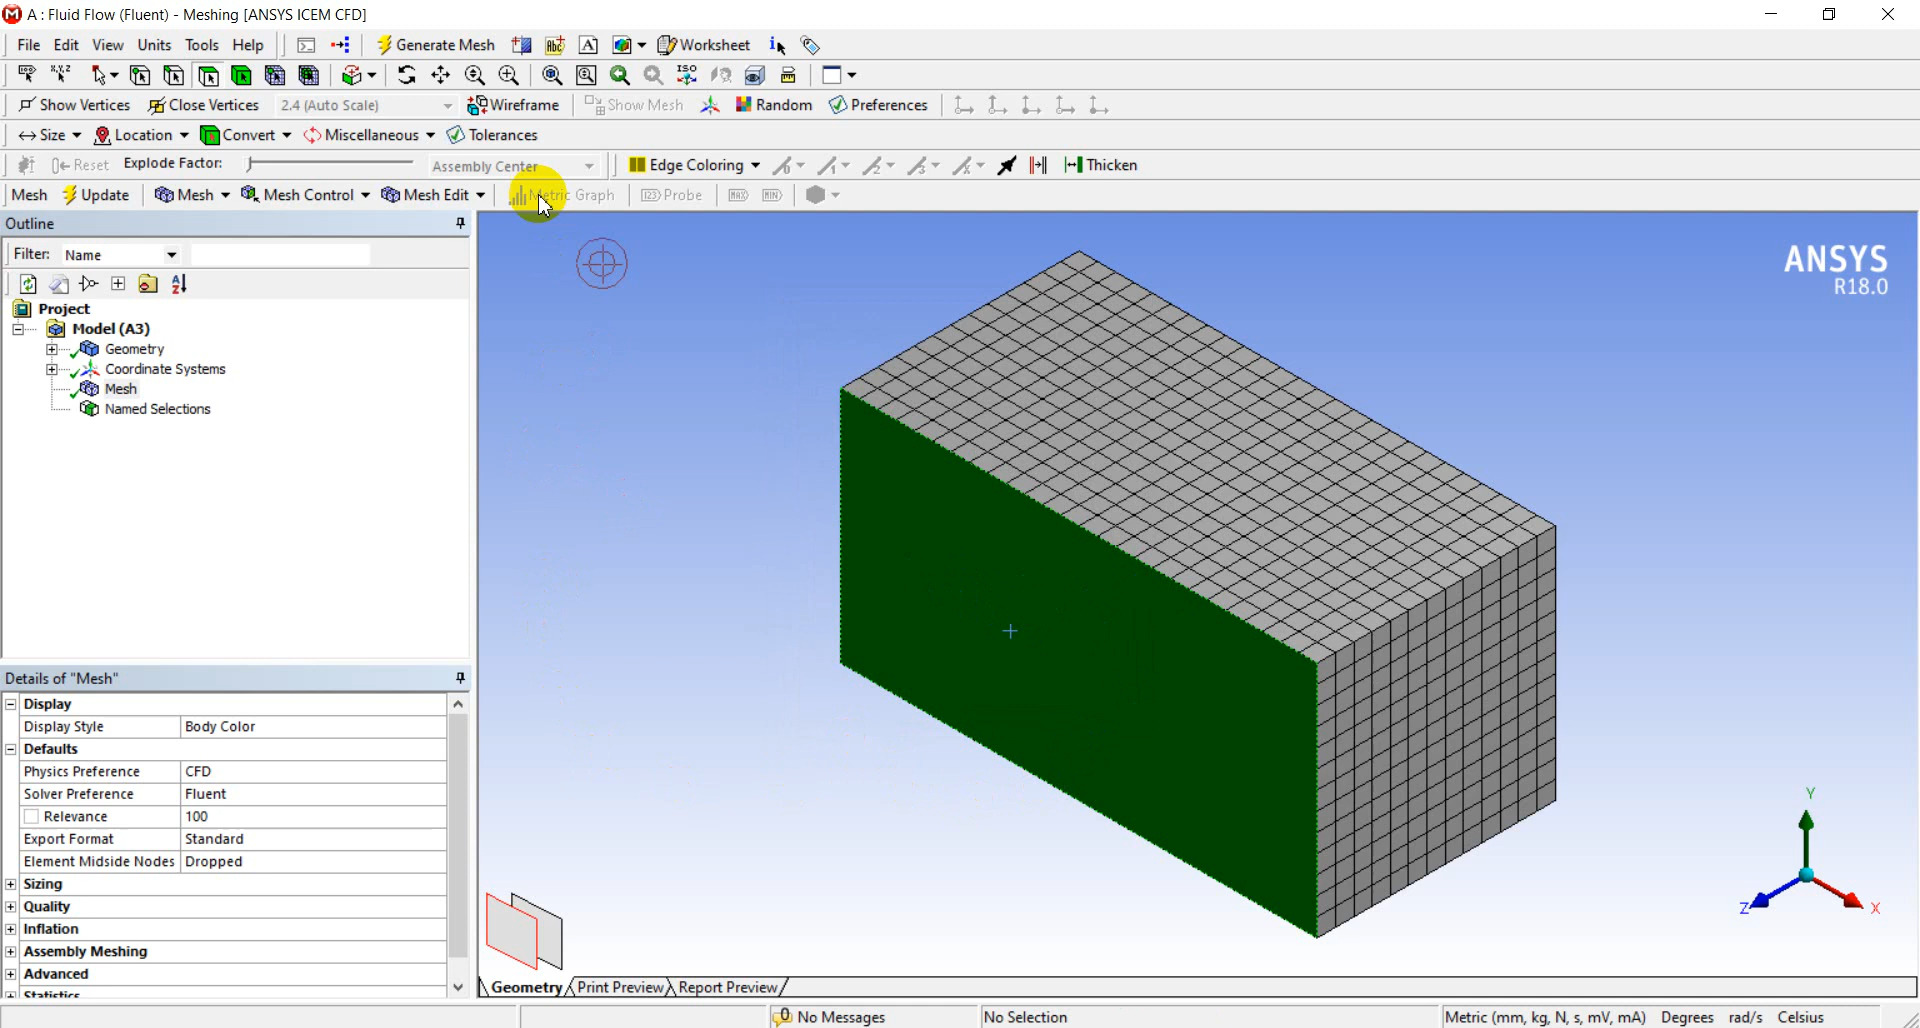 A : Fluid Flow (Fluent) - Meshing [ANSYS ICEM CFD]
File Edit View Units Tools Help Generate Mesh Worksheet
Show Vertices Close Vertices 2.4 (Auto Scale) Wireframe Show Mesh Random Preferences
Size Location Convert Miscellaneous Tolerances
Reset Explode Factor: Assembly Center Edge Coloring Thicken
Mesh Update Mesh Mesh Control Mesh Edit Metric Graph Probe MAX MIN
Outline
Filter: Name
Project
Model (A3)
Geometry
Coordinate Systems
Mesh
Named Selections
Details of "Mesh"
Display
Display Style Body Color
Defaults
Physics Preference CFD
Solver Preference Fluent
Relevance 100
Export Format Standard
Element Midside Nodes Dropped
Sizing
Quality
Inflation
Assembly Meshing
Advanced
Statistics
ANSYS
R18.0
Y
Z
X
Geometry Print Preview Report Preview
0 No Messages No Selection Metric (mm, kg, N, s, mV, mA) Degrees rad/s Celsius